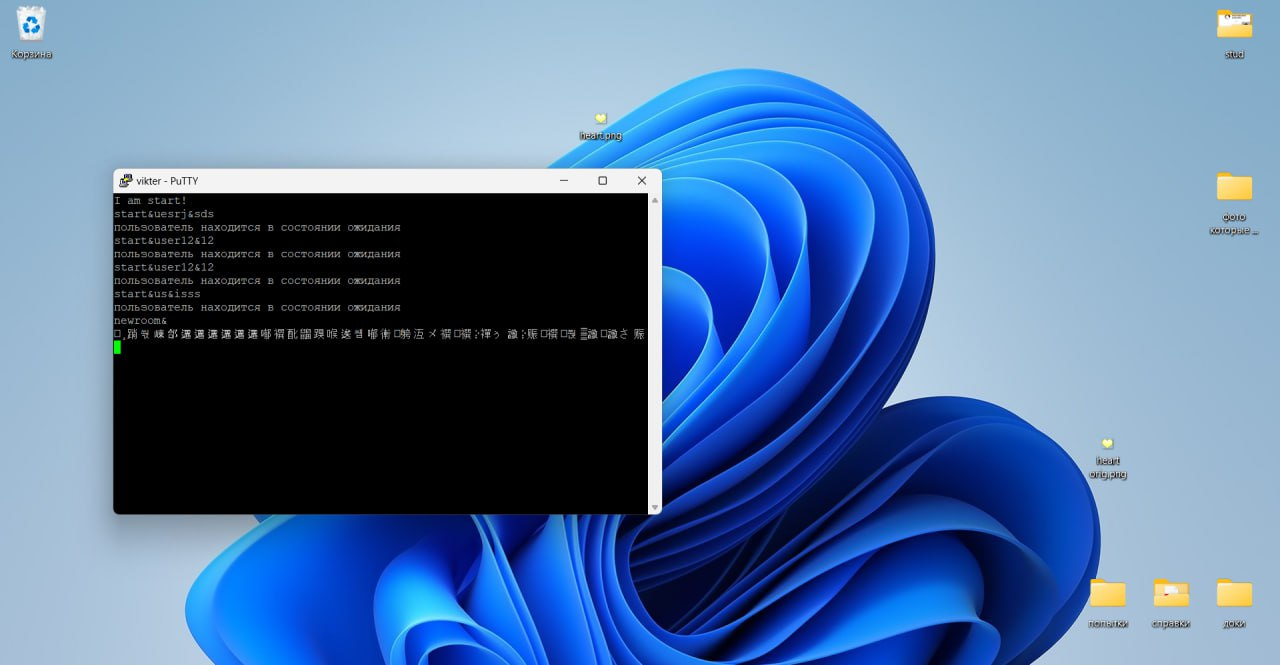 Корзина
stud
heart.png
vikter - PuTTY
I am start!
start&uesrj&sds
пользователь находится в состоянии ожидания
start&user12&12
пользователь находится в состоянии ожидания
start&user12&12
пользователь находится в состоянии ожидания
start&us&isss
пользователь находится в состоянии ожидания
newroom&
фото
которые ...
heart
orig.png
попытки
справки
доки